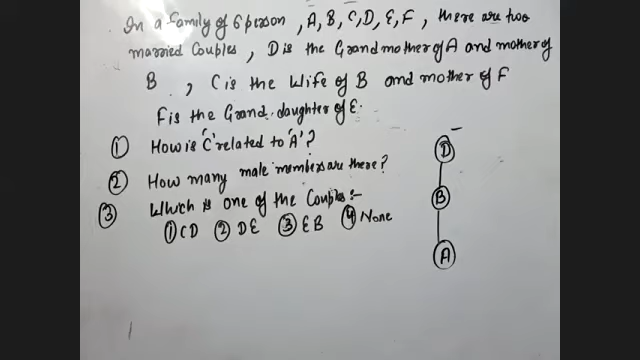 In a family of 6 person, A, B, C, D, E, F, there are two
married Couples, D is the Grand mother of A and mother of
B, C is the Wife of B and mother of F
F is the Grand. daughter of E.
① How is 'C' related to 'A'?
② How many male members are there?
③ Which is one of the Couples :-
① CD ② DE ③ EB ④ None
D
B
A